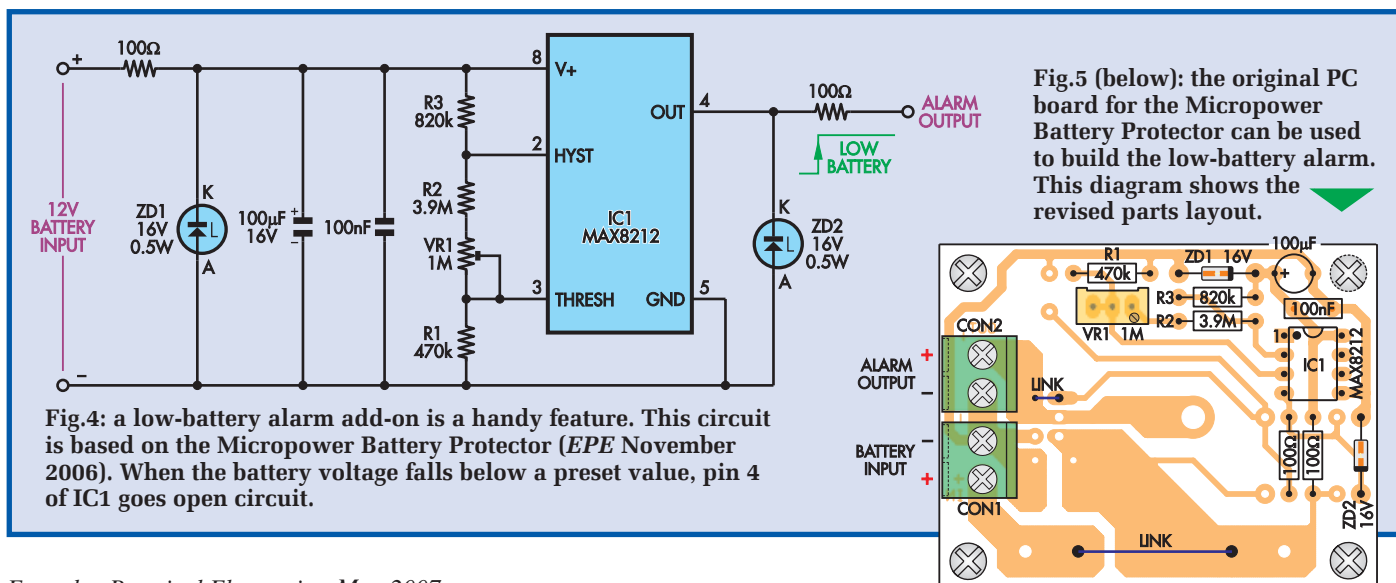 100Ω
+
8
V+
R3
820k
2
HYST
R2
3.9M
VR1
1M
3
THRESH
R1
470k
12V
BATTERY
INPUT
K
ZD1
16V
0.5W
L
A
100µF
16V
+
−
100nF
IC1
MAX8212
OUT
4
GND
5
100Ω
ALARM
OUTPUT
LOW
BATTERY
K
ZD2
16V
0.5W
L
A
−
Fig.4: a low-battery alarm add-on is a handy feature. This circuit
is based on the Micropower Battery Protector (EPE November
2006). When the battery voltage falls below a preset value, pin 4
of IC1 goes open circuit.
Fig.5 (below): the original PC
board for the Micropower
Battery Protector can be used
to build the low-battery alarm.
This diagram shows the
revised parts layout.
R1
470k
ZD1 16V
100µF
+
R3
820k
100nF
R2
3.9M
VR1 1M
1
IC1
MAX8212
CON2
ALARM
OUTPUT
+
−
LINK
BATTERY
INPUT
−
+
CON1
100Ω
100Ω
ZD2
16V
LINK